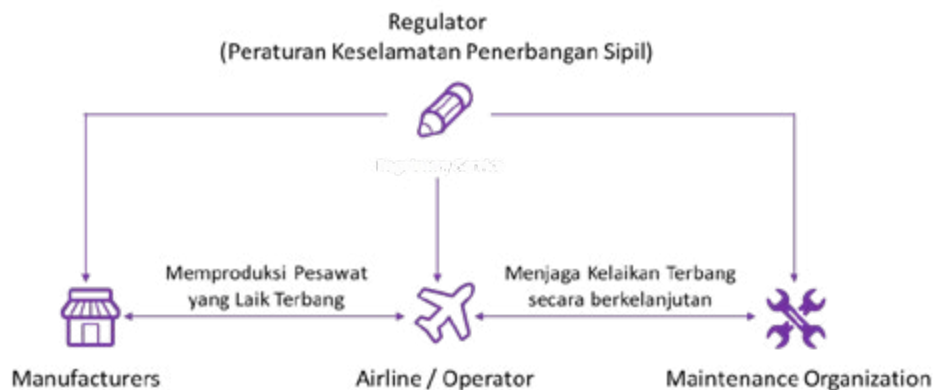 Regulator
(Peraturan Keselamatan Penerbangan Sipil)
Memproduksi Pesawat
yang Laik Terbang
Menjaga Kelaikan Terbang
secara berkelanjutan
Manufacturers
Airline / Operator
Maintenance Organization